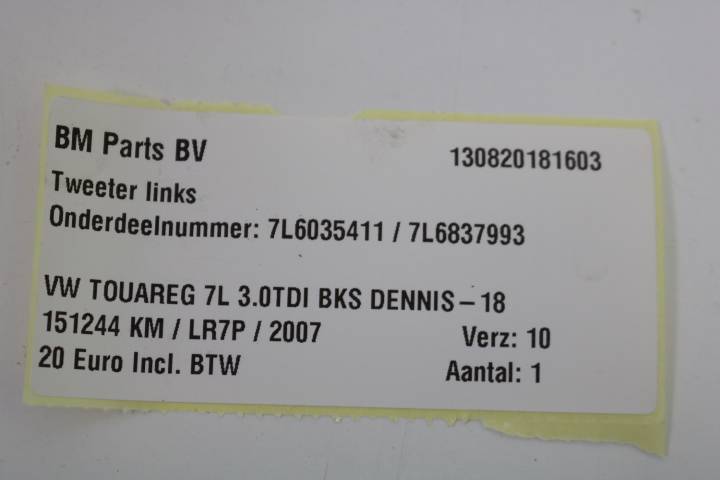 BM Parts BV 130820181603
Tweeter links
Onderdeelnummer: 7L6035411 / 7L6837993
VW TOUAREG 7L 3.0TDI BKS DENNIS – 18
151244 KM / LR7P / 2007 Verz: 10
20 Euro Incl. BTW Aantal: 1